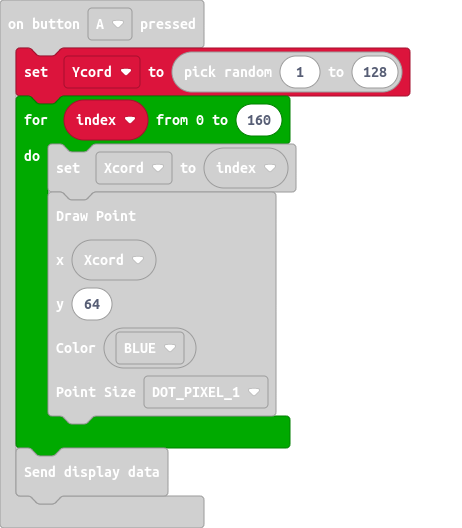 on button A pressed
set Ycord to pick random 1 to 128
for index from 0 to 160
do
set Xcord to index
Draw Point
x Xcord
y 64
Color BLUE
Point Size DOT_PIXEL_1
Send display data